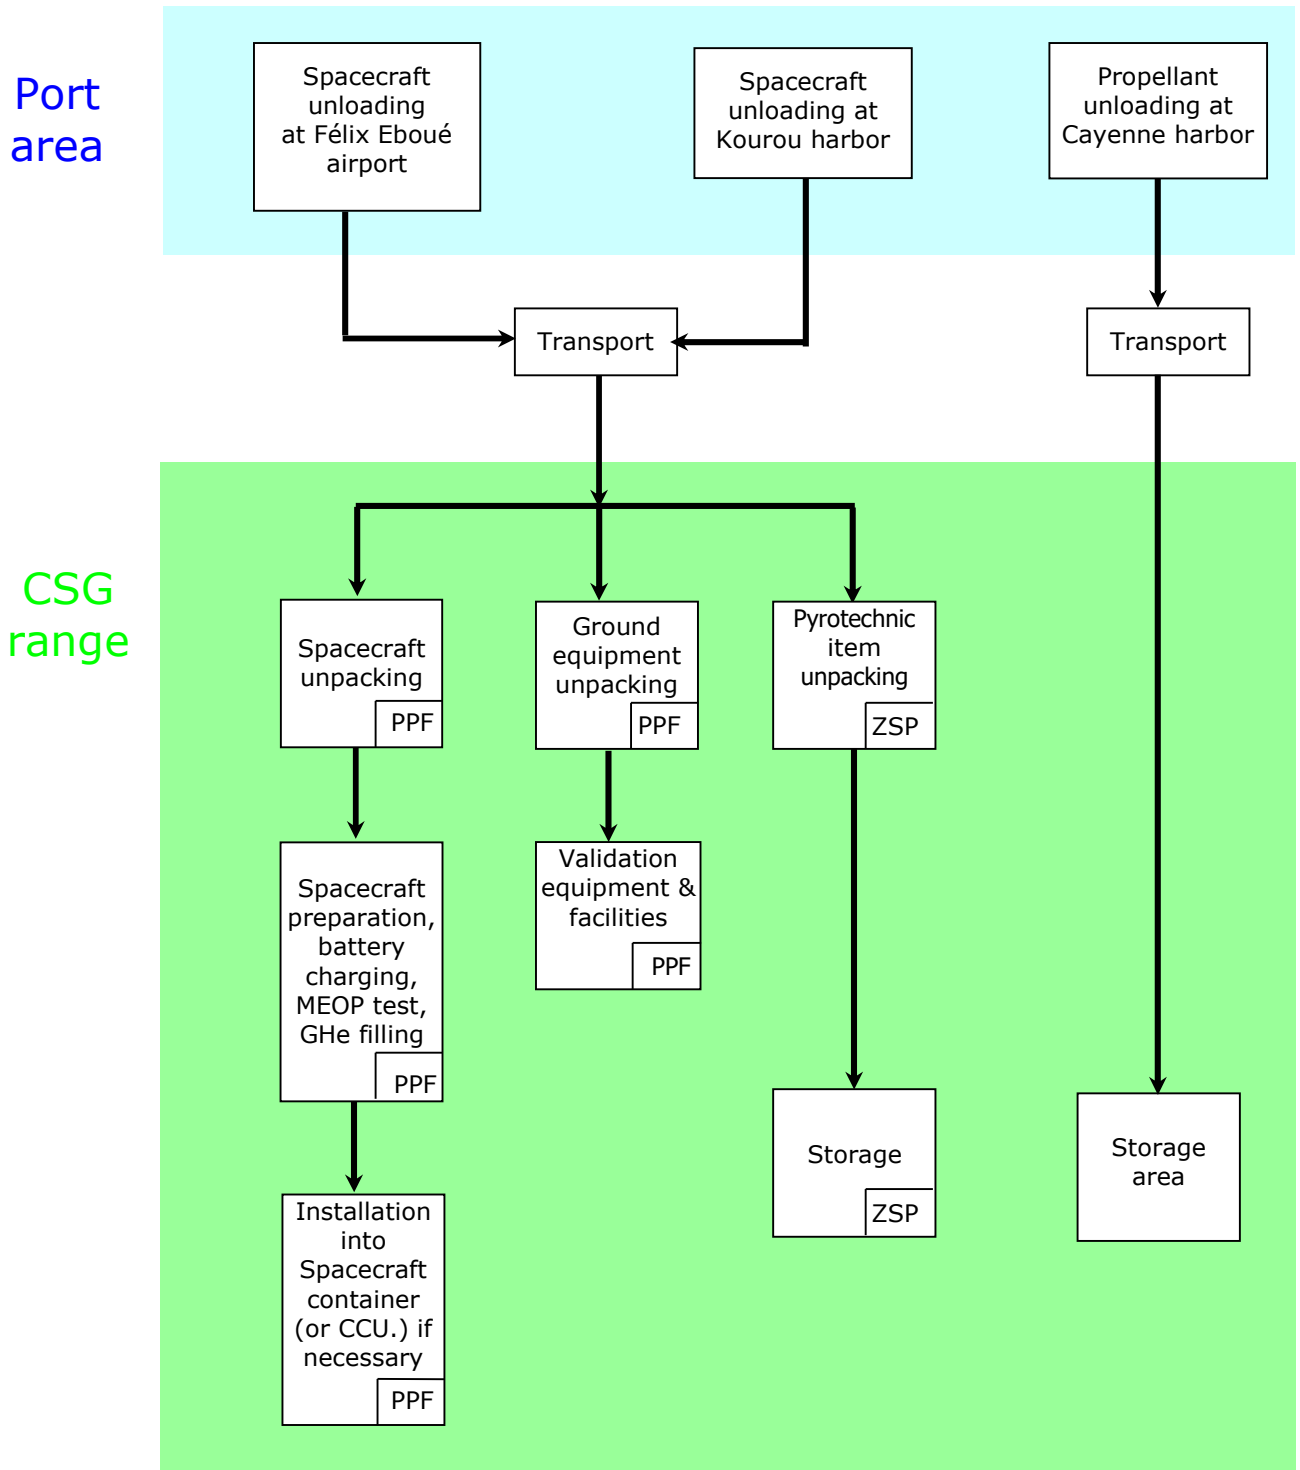 Port
area
Spacecraft
unloading
at Félix Eboué
airport
Spacecraft
unloading at
Kourou harbor
Propellant
unloading at
Cayenne harbor
Transport
Transport
CSG
range
Spacecraft
unpacking
PPF
Ground
equipment
unpacking
PPF
Pyrotechnic
item
unpacking
ZSP
Spacecraft
preparation,
battery
charging,
MEOP test,
GHe filling
PPF
Validation
equipment &
facilities
PPF
Storage
ZSP
Storage
area
Installation
into
Spacecraft
container
(or CCU.) if
necessary
PPF